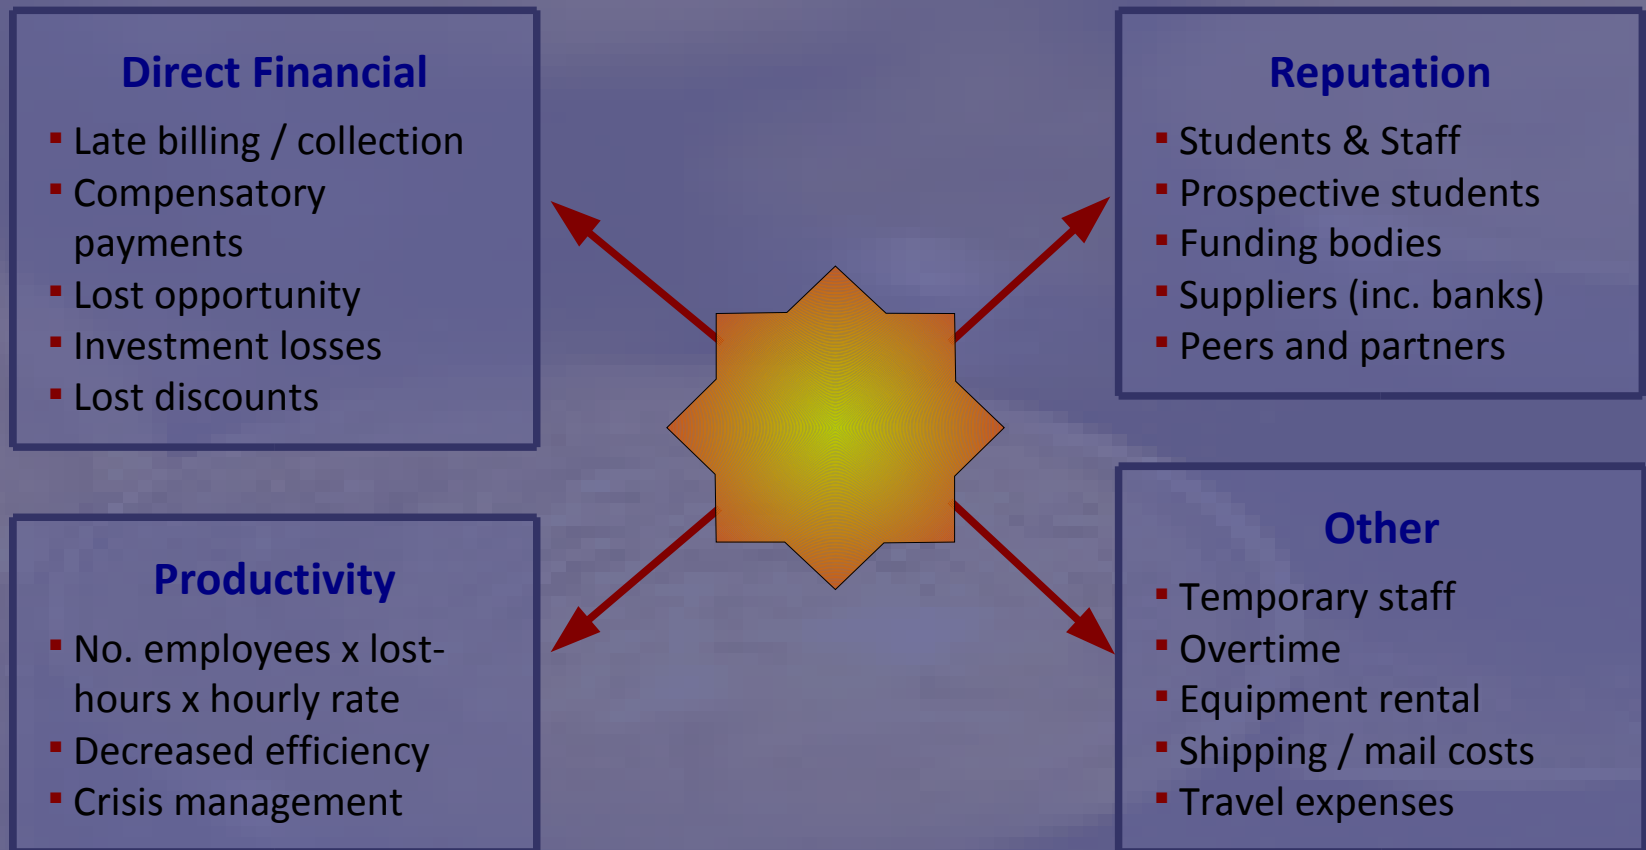 Direct Financial
▪ Late billing / collection
▪ Compensatory
payments
▪ Lost opportunity
▪ Investment losses
▪ Lost discounts
Reputation
▪ Students & Staff
▪ Prospective students
▪ Funding bodies
▪ Suppliers (inc. banks)
▪ Peers and partners
Productivity
▪ No. employees x lost-
hours x hourly rate
▪ Decreased efficiency
▪ Crisis management
Other
▪ Temporary staff
▪ Overtime
▪ Equipment rental
▪ Shipping / mail costs
▪ Travel expenses